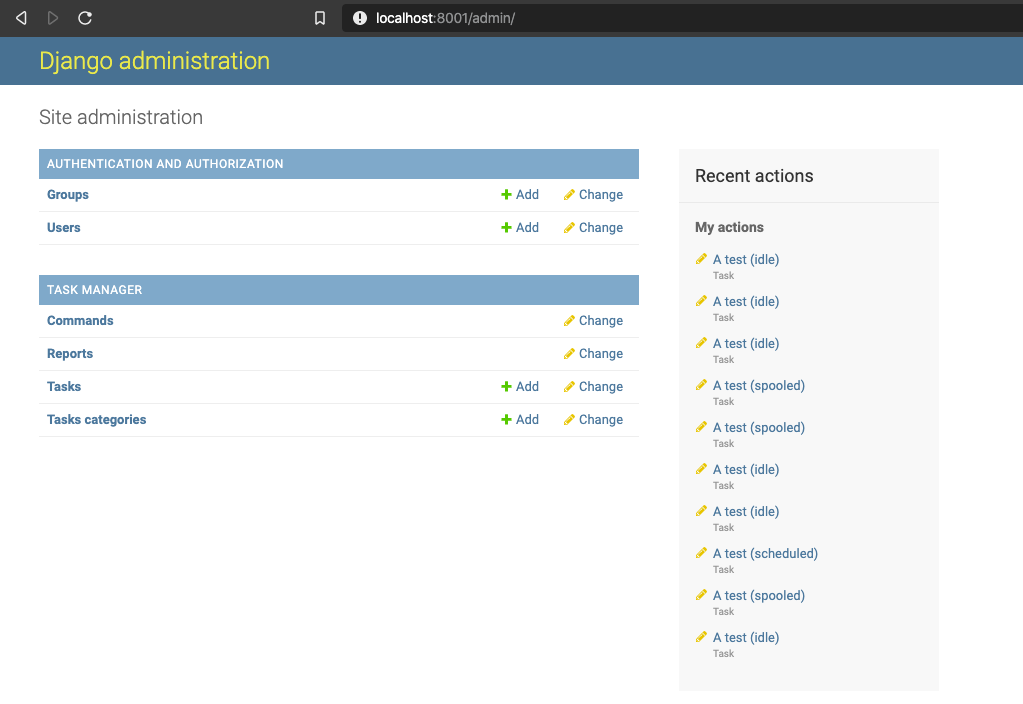 localhost:8001/admin/
Django administration
Site administration
AUTHENTICATION AND AUTHORIZATION
Groups Add Change
Users Add Change
TASK MANAGER
Commands Change
Reports Change
Tasks Add Change
Tasks categories Add Change
Recent actions
My actions
A test (idle)
Task
A test (idle)
Task
A test (idle)
Task
A test (spooled)
Task
A test (spooled)
Task
A test (idle)
Task
A test (idle)
Task
A test (scheduled)
Task
A test (spooled)
Task
A test (idle)
Task